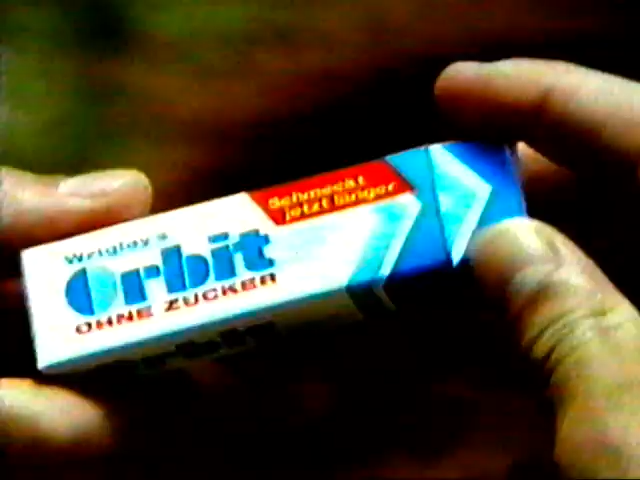 Wrigley's
Orbit
OHNE ZUCKER
Schmeckt
jetzt länger